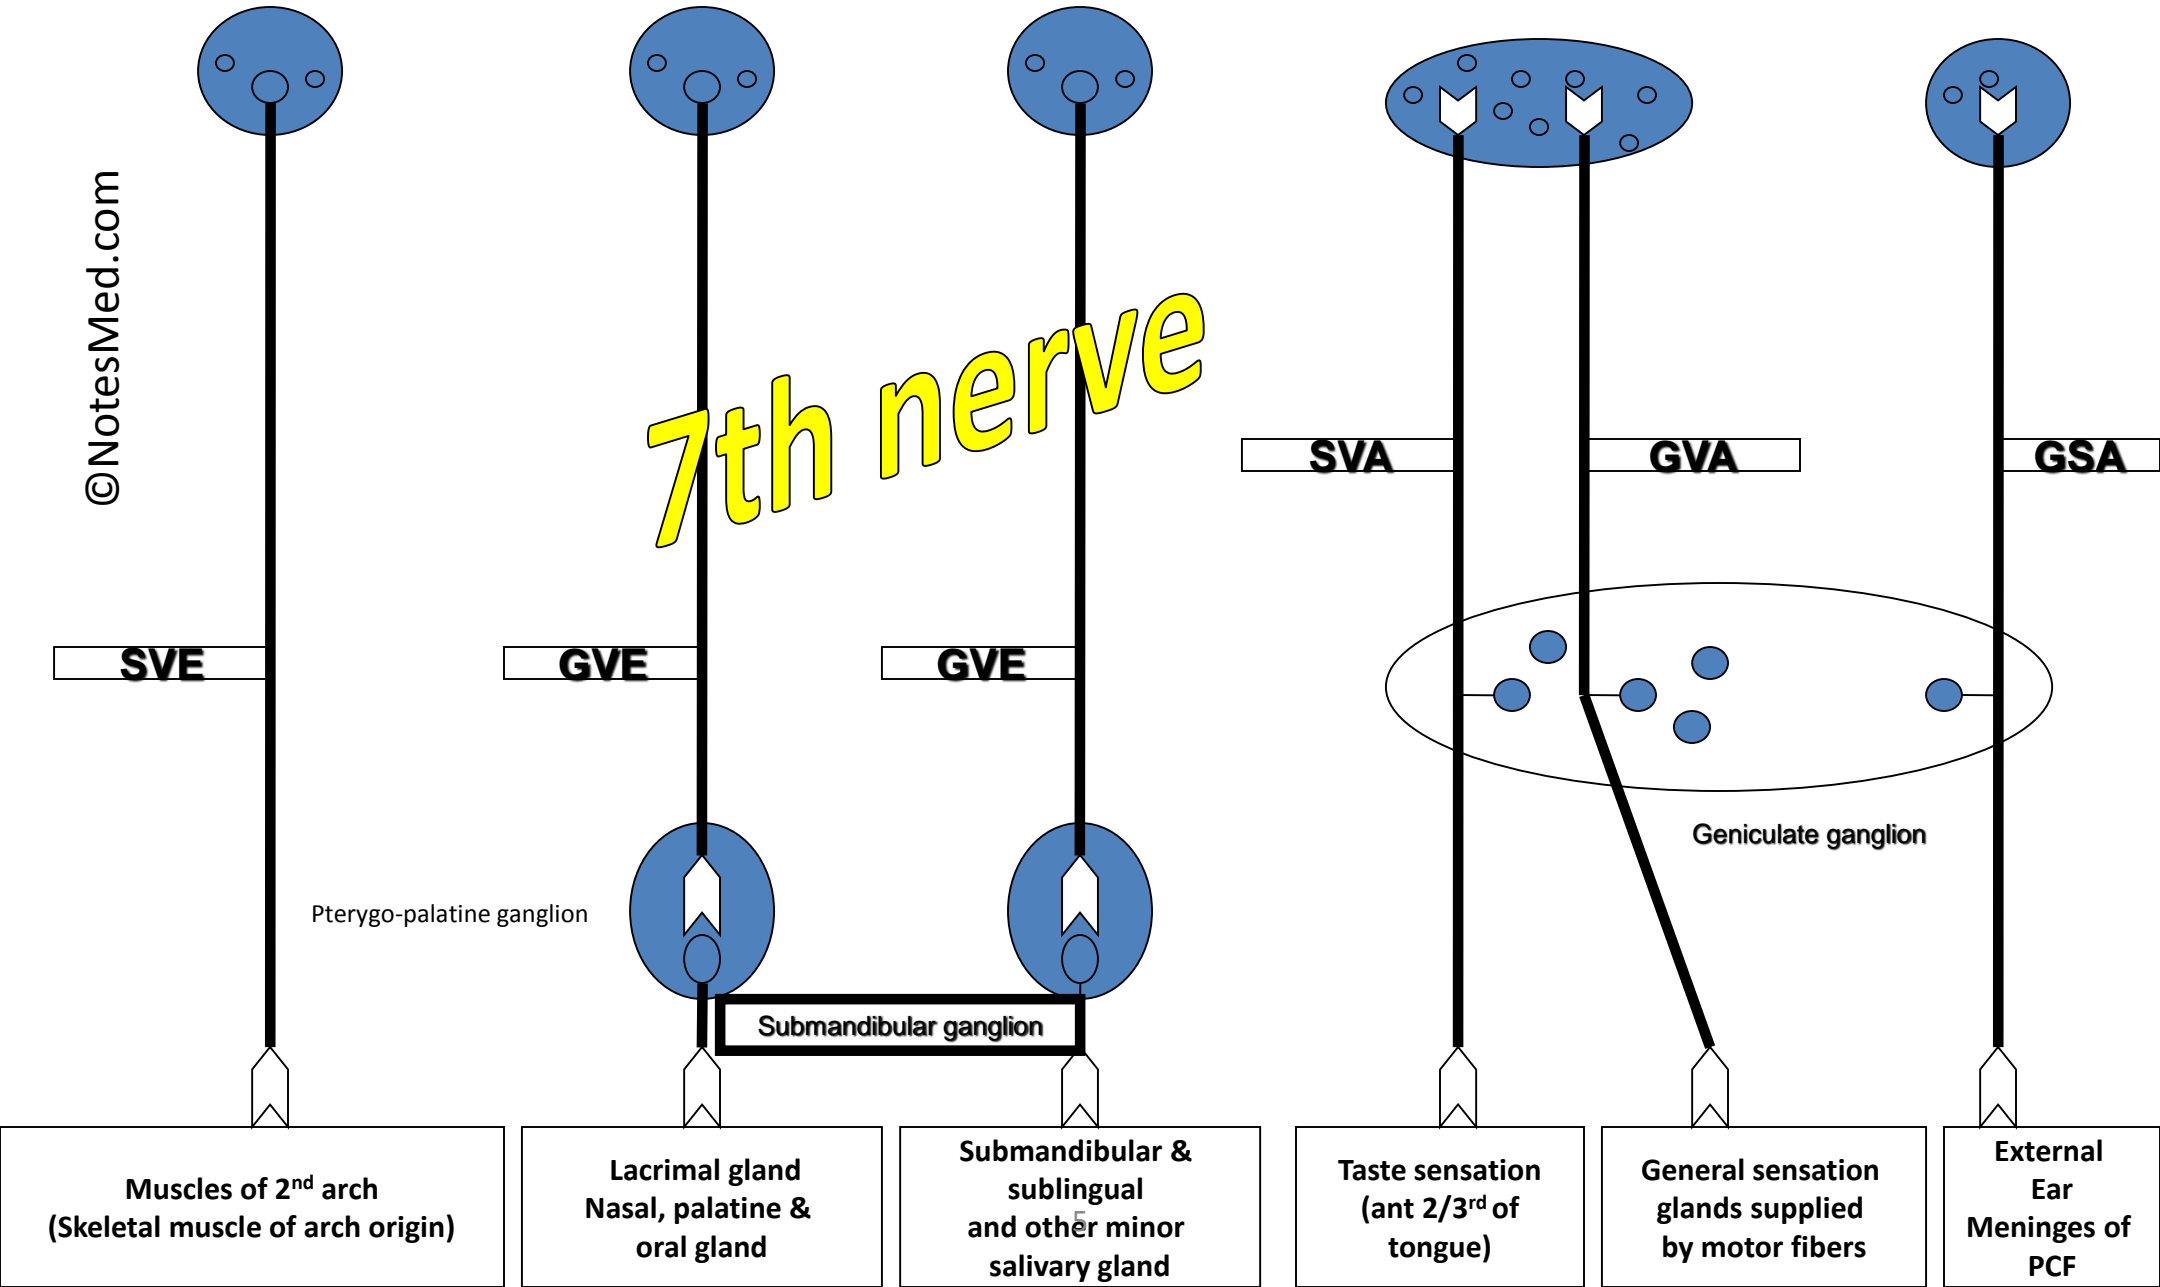 ©NotesMed.com
7th nerve
SVA
GVA
GSA
SVE
GVE
GVE
Geniculate ganglion
Pterygo-palatine ganglion
Submandibular ganglion
Muscles of 2nd arch
(Skeletal muscle of arch origin)
Lacrimal gland
Nasal, palatine &
oral gland
Submandibular &
sublingual
and other minor
salivary gland
5
Taste sensation
(ant 2/3rd of
tongue)
General sensation
glands supplied
by motor fibers
External
Ear
Meninges of
PCF